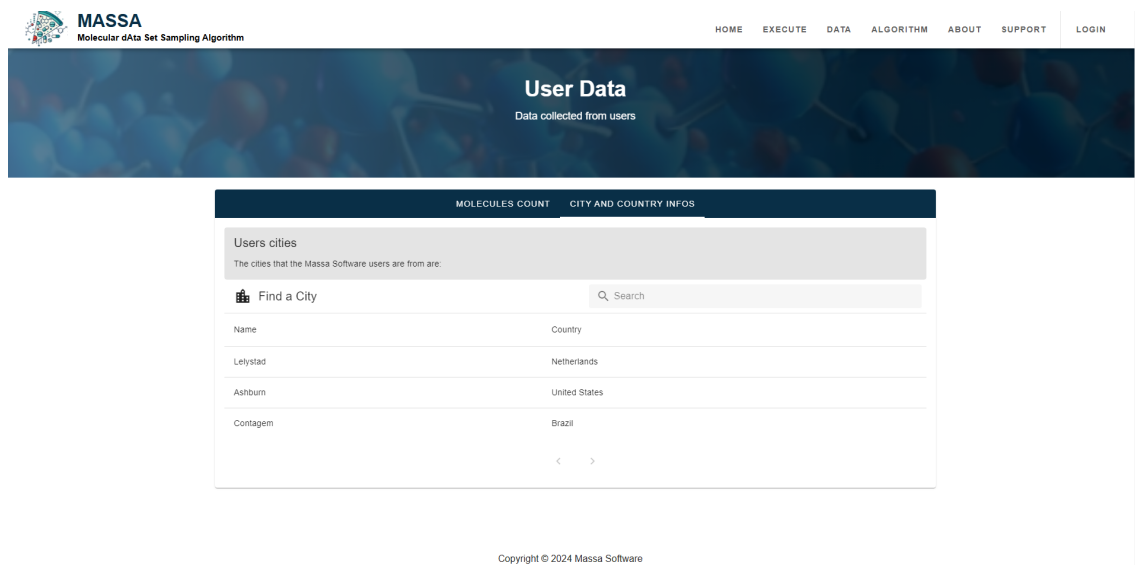 MASSA
Molecular dAta Set Sampling Algorithm
HOME EXECUTE DATA ALGORITHM ABOUT SUPPORT LOGIN
User Data
Data collected from users
MOLECULES COUNT CITY AND COUNTRY INFOS
Users cities
The cities that the Massa Software users are from are:
Find a City Search
Name Country
Lelystad Netherlands
Ashburn United States
Contagem Brazil
Copyright © 2024 Massa Software